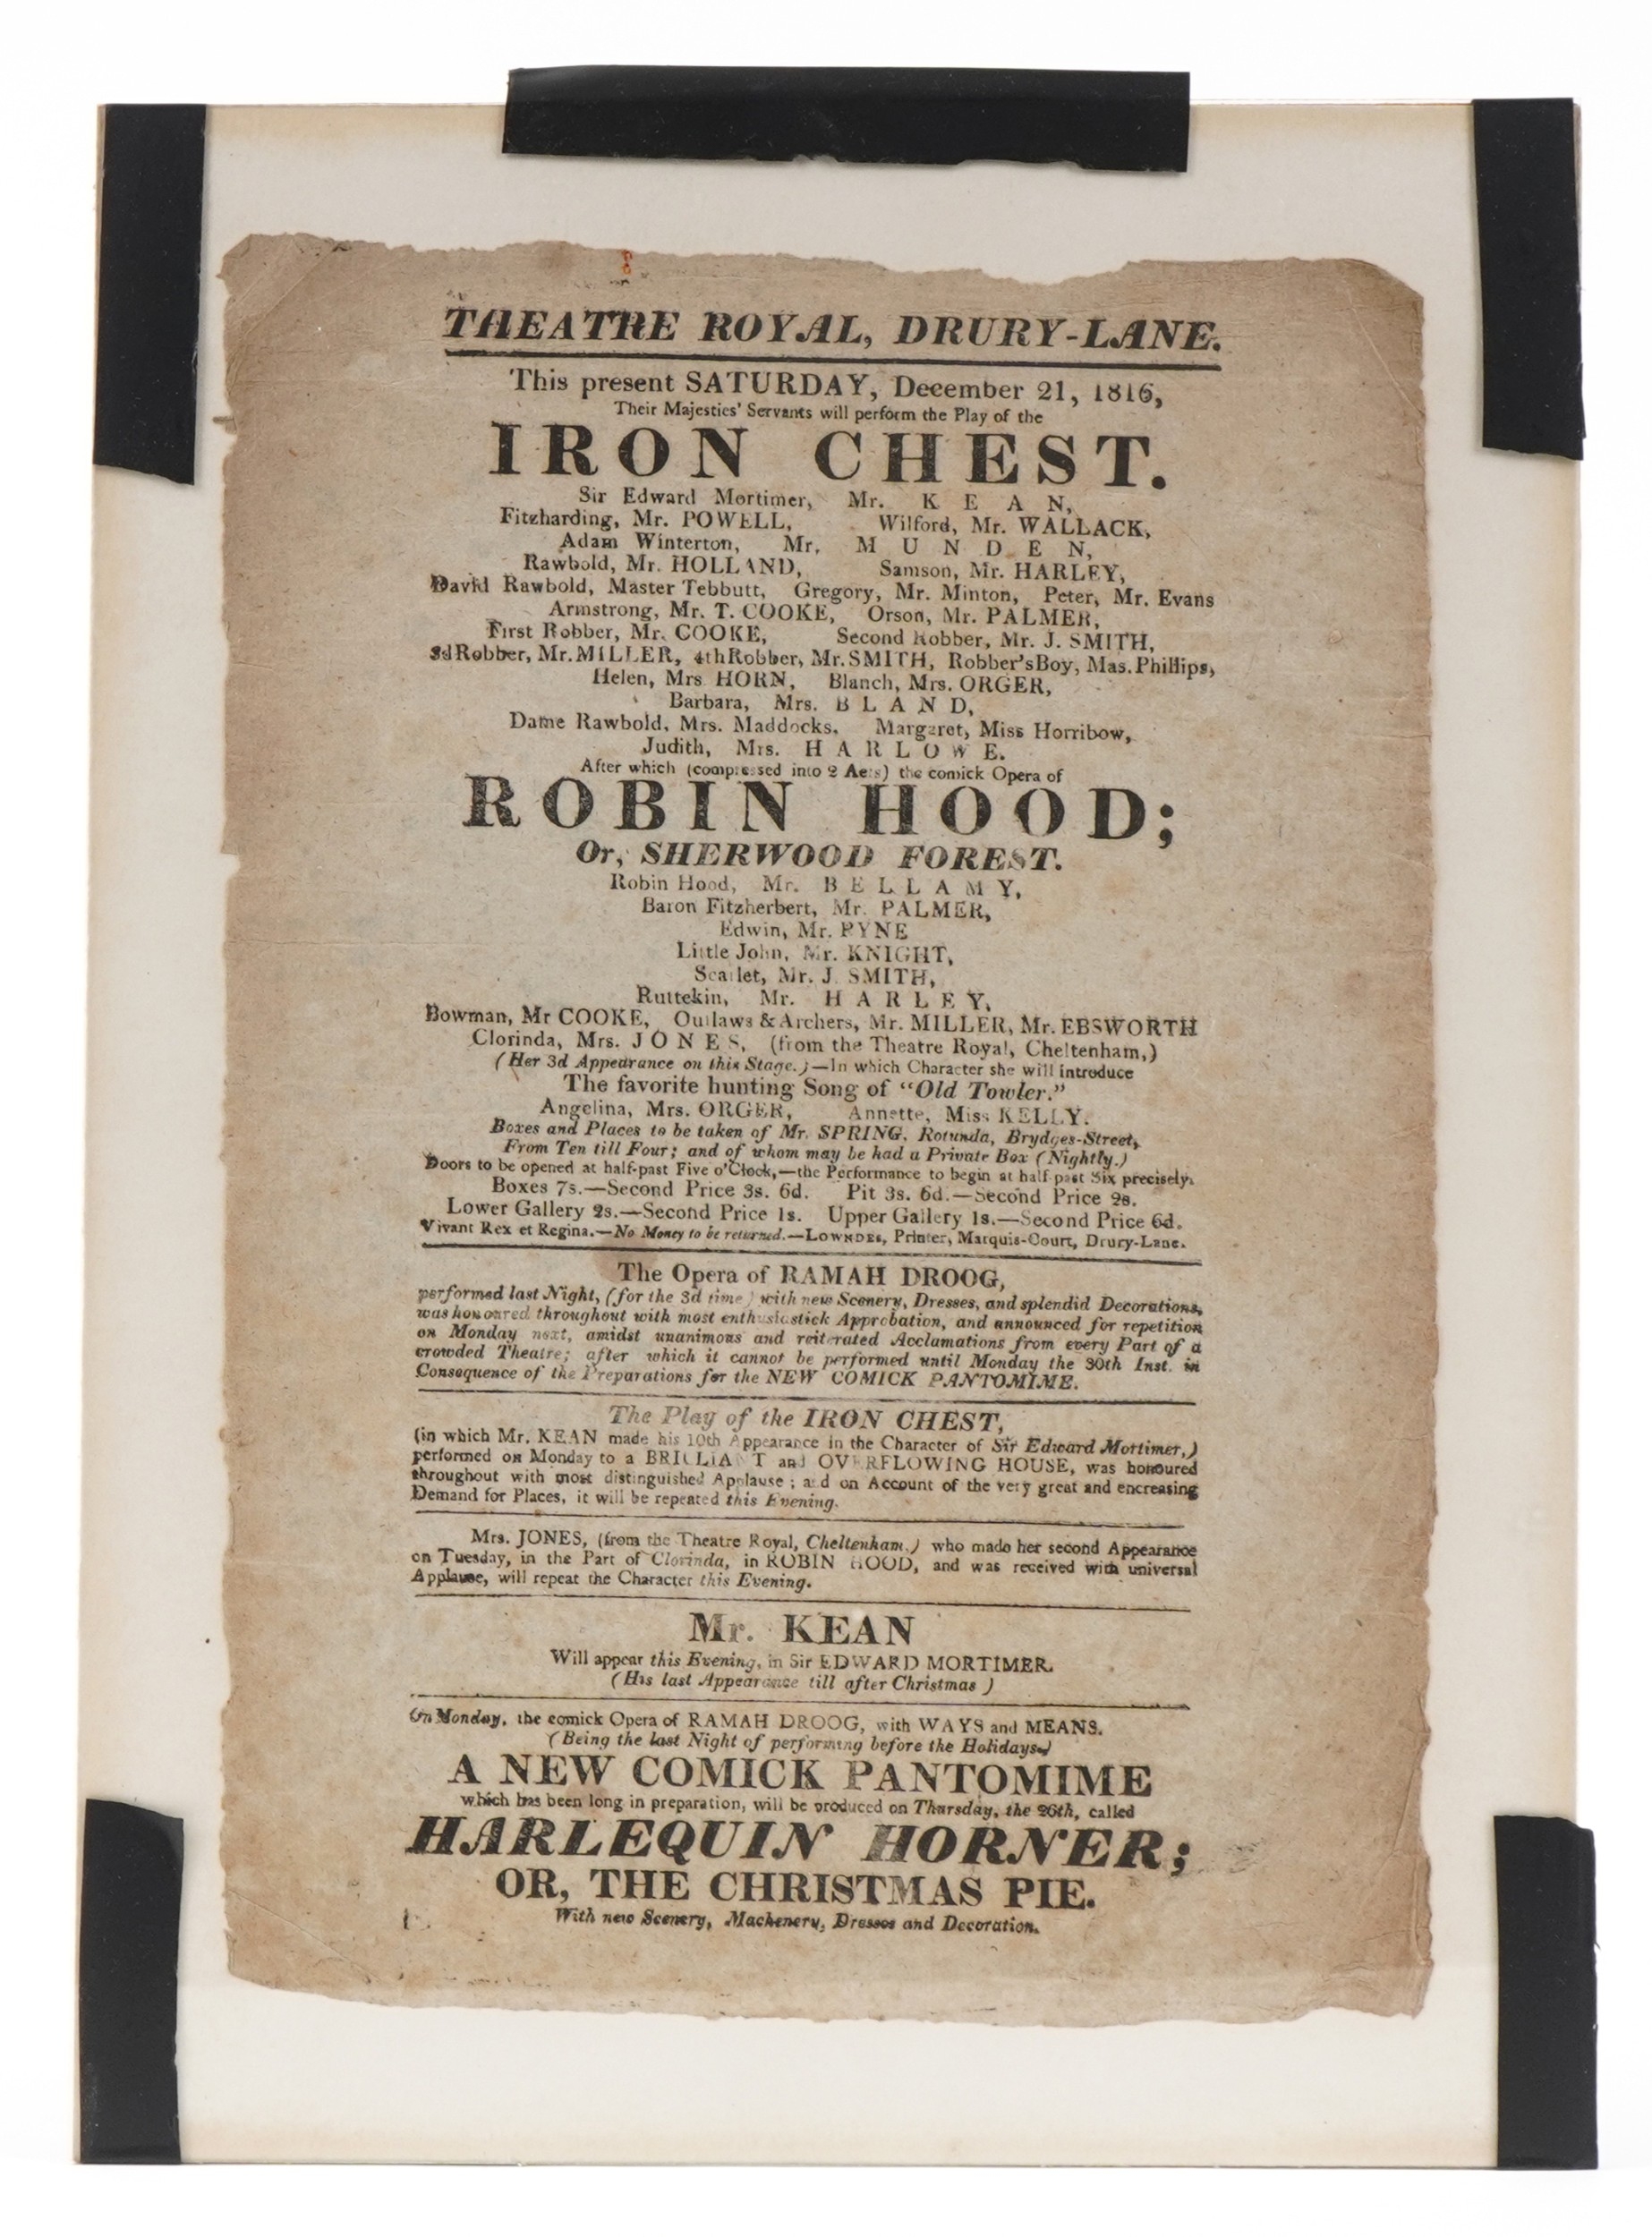 THEATRE ROYAL, DRURY-LANE.
This present SATURDAY, December 21, 1816,
Their Majesties' Servants will perform the Play of the
IRON CHEST.
Sir Edward Mortimer, Mr. KEAN,
Fitzharding, Mr. POWELL, Wilford, Mr. WALLACK,
Adam Winterton, Mr. MUNDEN,
Rawbold, Mr. HOLLAND, Samson, Mr. HARLEY,
David Rawbold, Master Tebbutt, Gregory, Mr. Minton, Peter, Mr. Evans
Armstrong, Mr. T. COOKE, Orson, Mr. PALMER,
First Robber, Mr. COOKE, Second Robber, Mr. J. SMITH,
3d Robber, Mr. MILLER, 4th Robber, Mr. SMITH, Robber's Boy, Mas. Phillips,
Helen, Mrs. HORN, Blanch, Mrs. ORGER,
Barbara, Mrs. BLAND,
Dame Rawbold, Mrs. Maddocks, Margaret, Miss Horribow,
Judith, Mrs. HARLOWE.
After which (compressed into 2 Acts) the comick Opera of
ROBIN HOOD;
Or, SHERWOOD FOREST.
Robin Hood, Mr. BELLAMY,
Baron Fitzherbert, Mr. PALMER,
Edwin, Mr. PYNE
Little John, Mr. KNIGHT,
Scarlet, Mr. J. SMITH,
Ruttekin, Mr. HARLEY,
Bowman, Mr COOKE, Outlaws & Archers, Mr. MILLER, Mr. EBSWORTH
Clorinda, Mrs. JONES, (from the Theatre Royal, Cheltenham,)
(Her 3d Appearance on this Stage.)—In which Character she will introduce
The favorite hunting Song of "Old Towler."
Angelina, Mrs. ORGER, Annette, Miss KELLY.
Boxes and Places to be taken of Mr. SPRING, Rotunda, Brydges-Street,
From Ten till Four; and of whom may be had a Private Box (Nightly.)
Doors to be opened at half-past Five o'Clock,—the Performance to begin at half-past Six precisely.
Boxes 7s.—Second Price 3s. 6d. Pit 3s. 6d.—Second Price 2s.
Lower Gallery 2s.—Second Price 1s. Upper Gallery 1s.—Second Price 6d.
Vivant Rex et Regina.—No Money to be returned.—LOWNDES, Printer, Marquis-Court, Drury-Lane.
The Opera of RAMAH DROOG,
performed last Night, (for the 3d time) with new Scenery, Dresses, and splendid Decorations,
was honoured throughout with most enthusiastick Approbation, and announced for repetition
on Monday next, amidst unanimous and reiterated Acclamations from every Part of a
crowded Theatre; after which it cannot be performed until Monday the 30th Inst. in
Consequence of the Preparations for the NEW COMICK PANTOMIME.
The Play of the IRON CHEST,
(in which Mr. KEAN made his 10th Appearance in the Character of Sir Edward Mortimer,)
performed on Monday to a BRILLIANT and OVERFLOWING HOUSE, was honoured
throughout with most distinguished Applause; and on Account of the very great and encreasing
Demand for Places, it will be repeated this Evening.
Mrs. JONES, (from the Theatre Royal, Cheltenham,) who made her second Appearance
on Tuesday, in the Part of Clorinda, in ROBIN HOOD, and was received with universal
Applause, will repeat the Character this Evening.
Mr. KEAN
Will appear this Evening, in Sir EDWARD MORTIMER.
(His last Appearance till after Christmas)
On Monday, the comick Opera of RAMAH DROOG, with WAYS and MEANS.
(Being the last Night of performing before the Holidays.)
A NEW COMICK PANTOMIME
which has been long in preparation, will be produced on Thursday, the 26th, called
HARLEQUIN HORNER;
OR, THE CHRISTMAS PIE.
With new Scenery, Machenery, Dresses and Decoration.